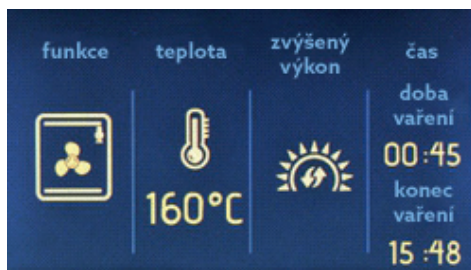 funkce
teplota
160°C
zvýšený
výkon
čas
doba
vaření
00:45
konec
vaření
15:48